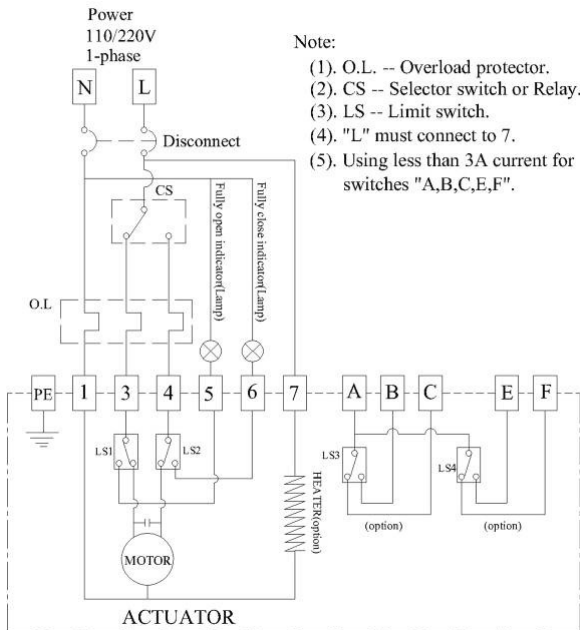 Power
110/220V
1-phase
N L
Disconnect
CS
Fully open indicator(Lamp)
Fully close indicator(Lamp)
O.L
Note:
(1). O.L. -- Overload protector.
(2). CS -- Selector switch or Relay.
(3). LS -- Limit switch.
(4). "L" must connect to 7.
(5). Using less than 3A current for
switches "A,B,C,E,F".
PE 1 3 4 5 6 7 A B C E F
LS1 LS2 LS3 LS4
HEATER(option)
(option) (option)
MOTOR
ACTUATOR